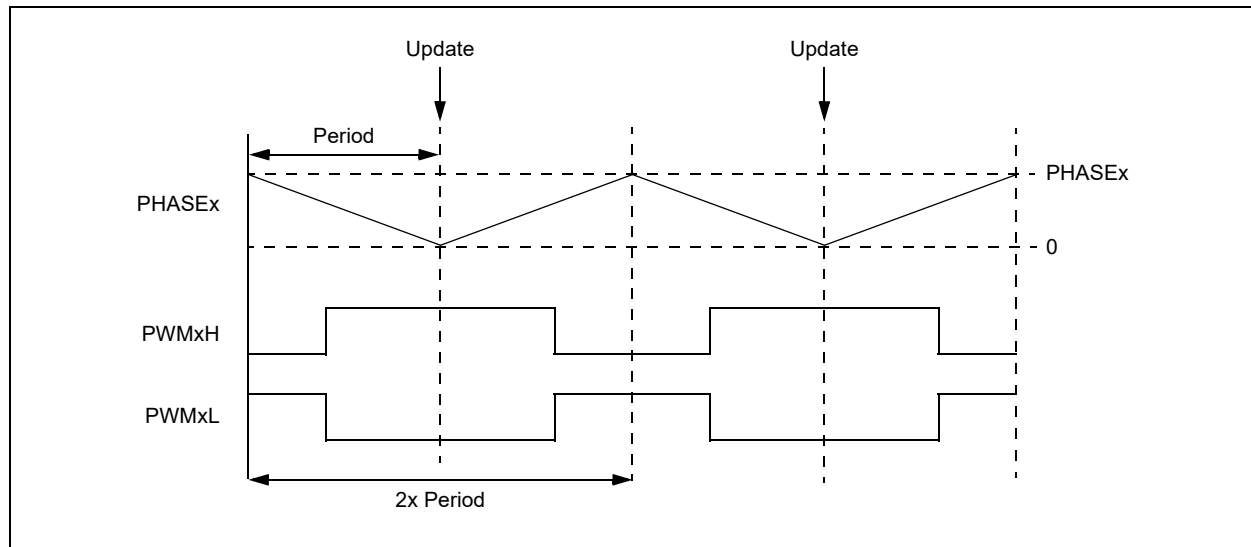 Update
Update
Period
PHASEx
PHASEx
0
PWMxH
PWMxL
2x Period